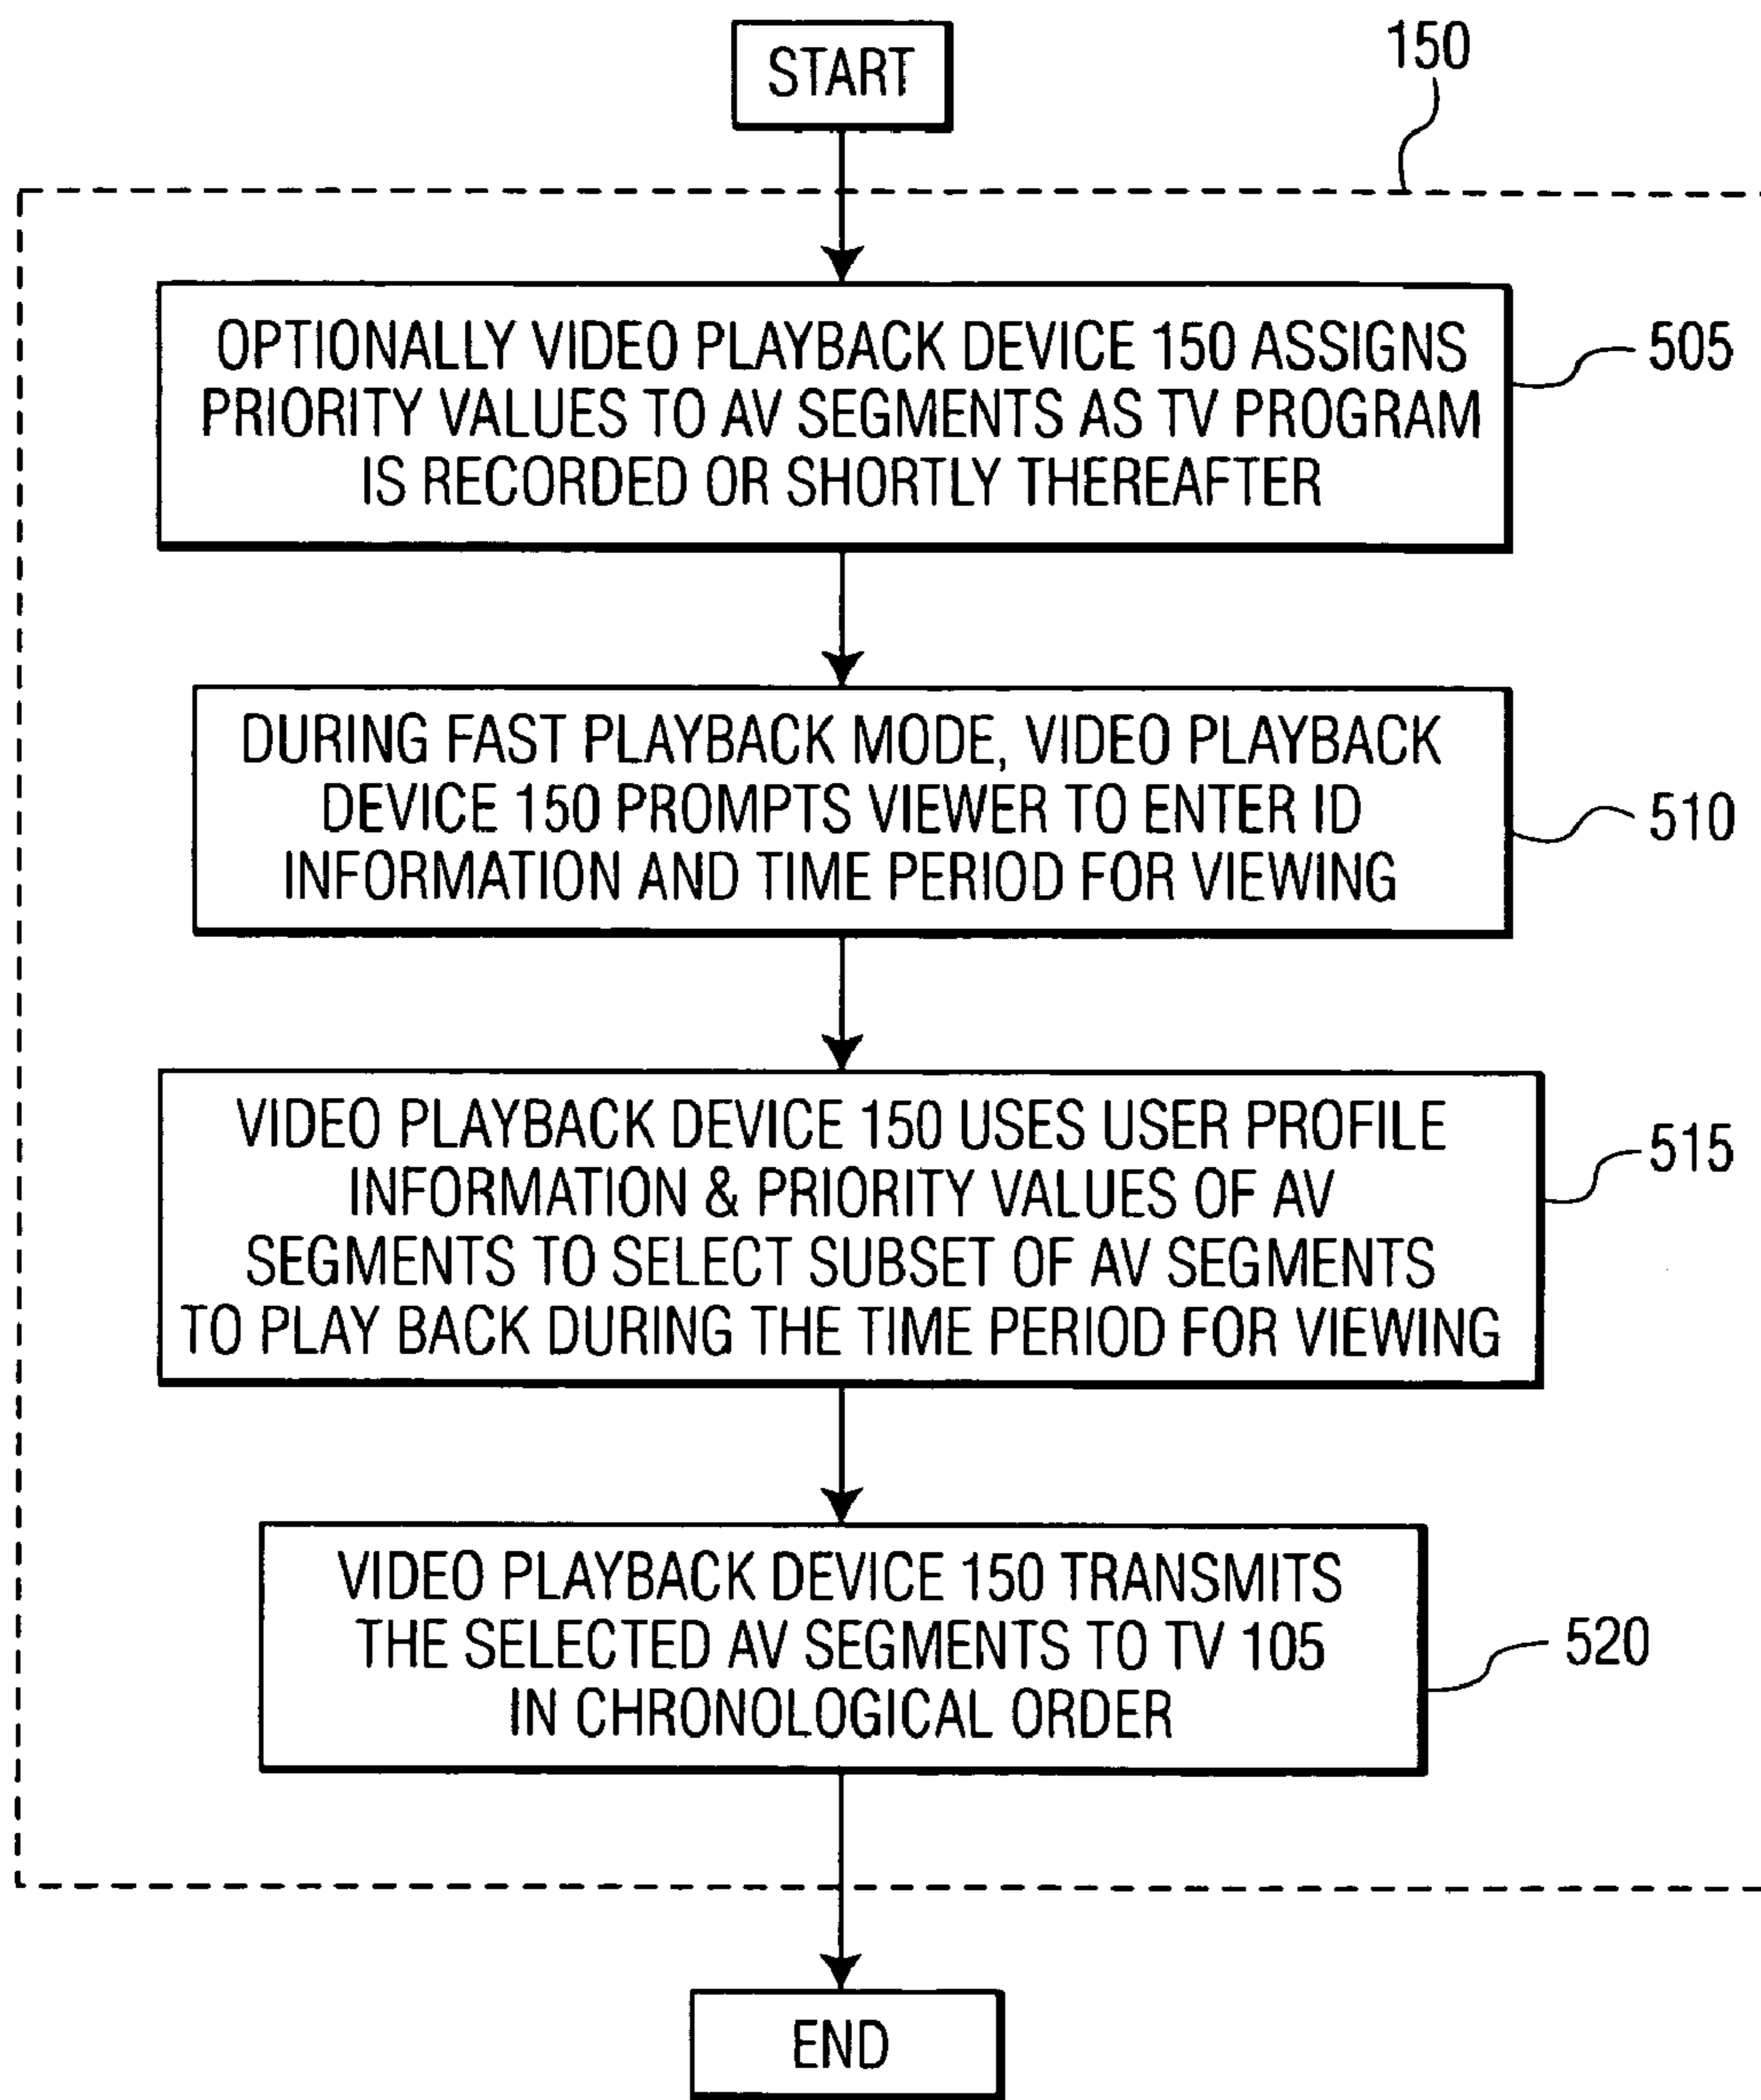 START
150
OPTIONALLY VIDEO PLAYBACK DEVICE 150 ASSIGNS
PRIORITY VALUES TO AV SEGMENTS AS TV PROGRAM
IS RECORDED OR SHORTLY THEREAFTER
505
DURING FAST PLAYBACK MODE, VIDEO PLAYBACK
DEVICE 150 PROMPTS VIEWER TO ENTER ID
INFORMATION AND TIME PERIOD FOR VIEWING
510
VIDEO PLAYBACK DEVICE 150 USES USER PROFILE
INFORMATION & PRIORITY VALUES OF AV
SEGMENTS TO SELECT SUBSET OF AV SEGMENTS
TO PLAY BACK DURING THE TIME PERIOD FOR VIEWING
515
VIDEO PLAYBACK DEVICE 150 TRANSMITS
THE SELECTED AV SEGMENTS TO TV 105
IN CHRONOLOGICAL ORDER
520
END